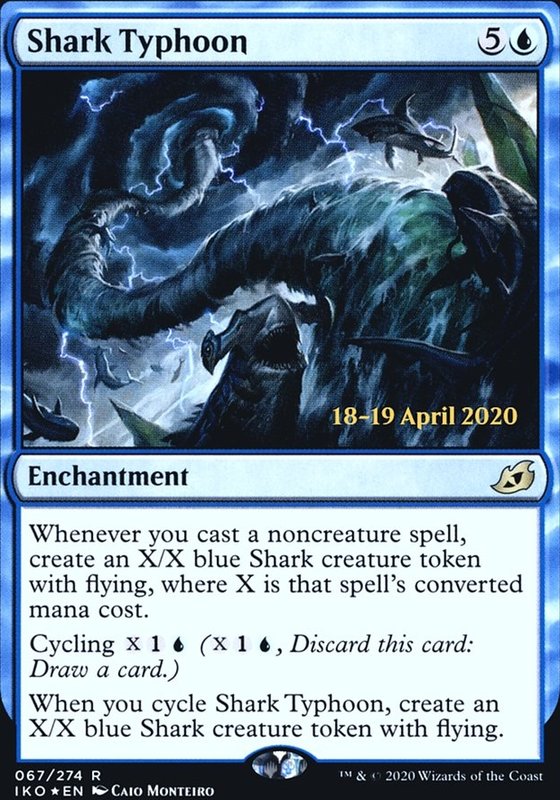 Shark Typhoon 5
18–19 April 2020
Enchantment
Whenever you cast a noncreature spell,
create an X/X blue Shark creature token
with flying, where X is that spell's converted
mana cost.
Cycling X 1 (X 1 , Discard this card:
Draw a card.)
When you cycle Shark Typhoon, create an
X/X blue Shark creature token with flying.
067/274 R
IKO EN CAIO MONTEIRO
™ & © 2020 Wizards of the Coast